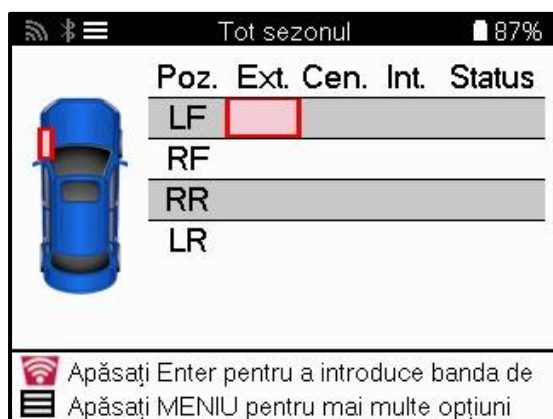 Tot sezonul 87%
Poz. Ext. Cen. Int. Status
LF
RF
RR
LR
Apăsați Enter pentru a introduce banda de
Apăsați MENIU pentru mai multe opțiuni